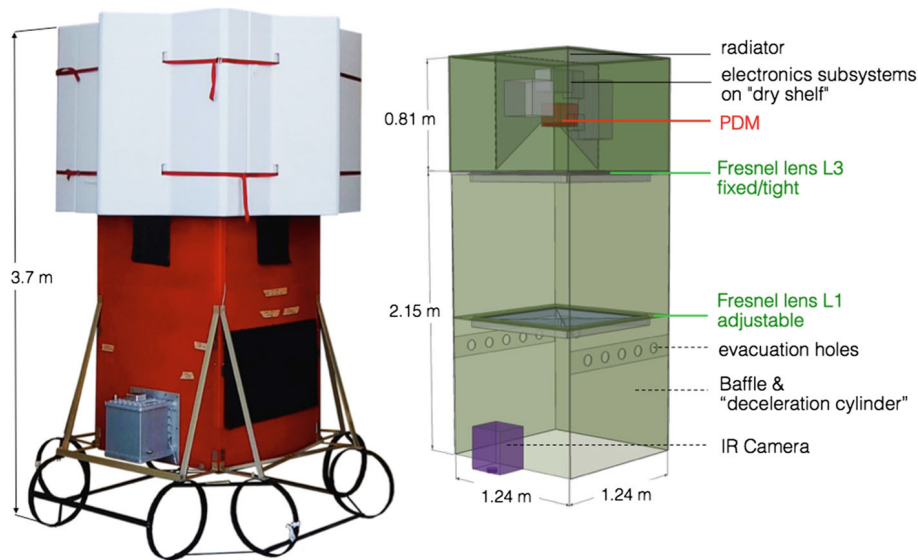 3.7 m
0.81 m
2.15 m
1.24 m
1.24 m
radiator
electronics subsystems
on "dry shelf"
PDM
Fresnel lens L3
fixed/tight
Fresnel lens L1
adjustable
evacuation holes
Baffle &
“deceleration cylinder”
IR Camera